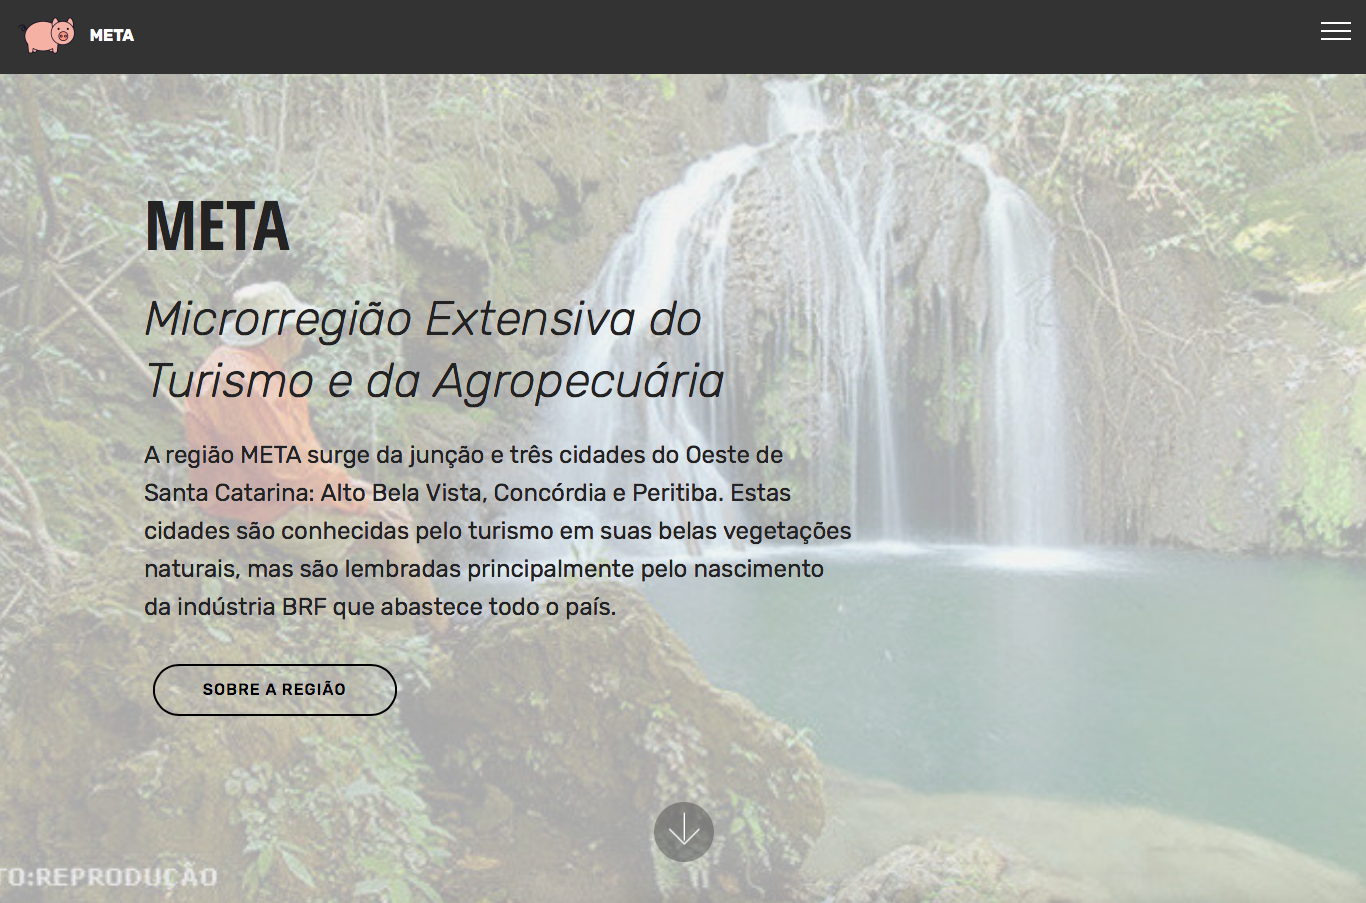 META
META
Microrregião Extensiva do
Turismo e da Agropecuária
A região META surge da junção e três cidades do Oeste de
Santa Catarina: Alto Bela Vista, Concórdia e Peritiba. Estas
cidades são conhecidas pelo turismo em suas belas vegetações
naturais, mas são lembradas principalmente pelo nascimento
da indústria BRF que abastece todo o país.
SOBRE A REGIÃO
TO:REPRODUÇÃO